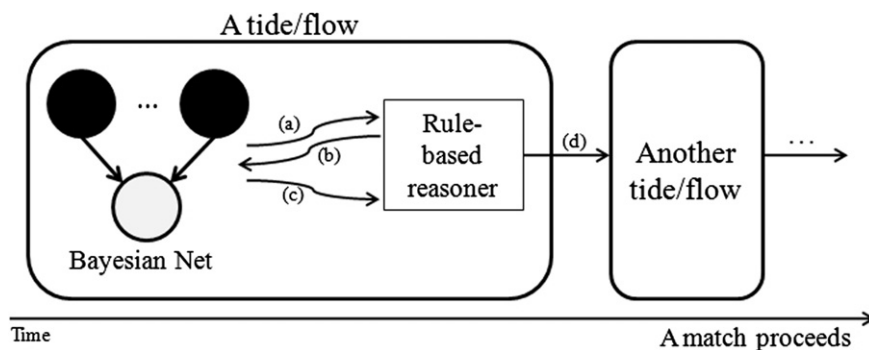 A tide/flow
...
(a)
(b)
(c)
Rule-
based
reasoner
(d)
Another
tide/flow
...
Bayesian Net
Time
A match proceeds